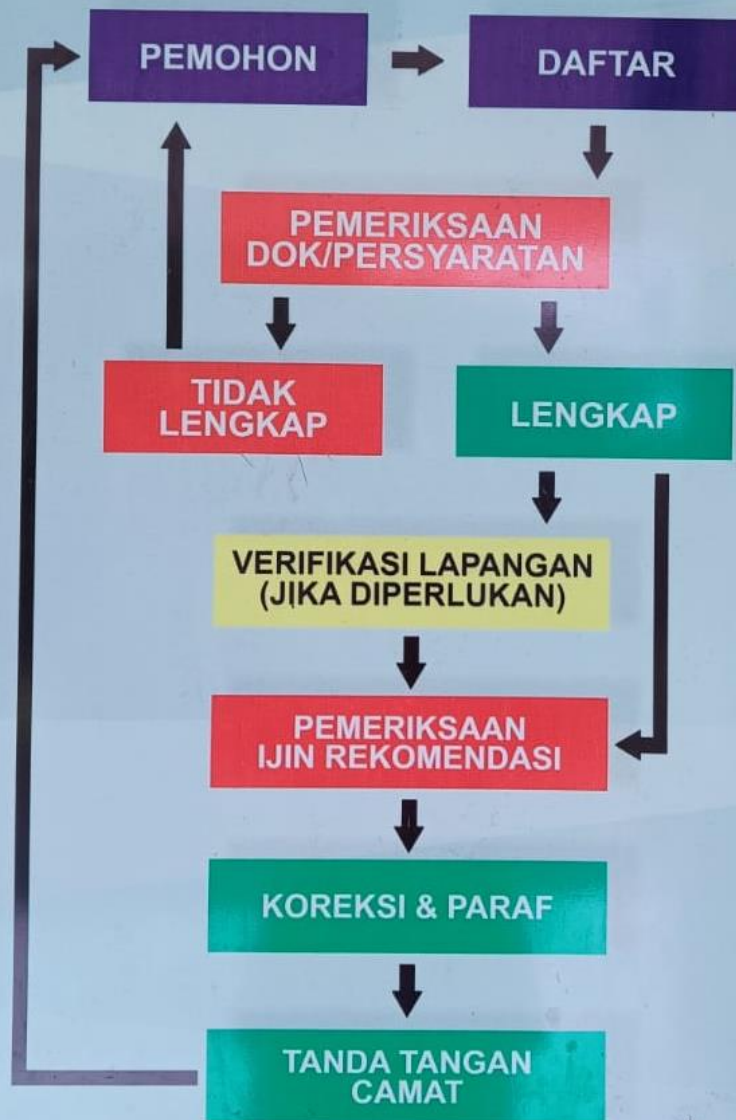 PEMOHON
DAFTAR
PEMERIKSAAN
DOK/PERSYARATAN
TIDAK
LENGKAP
LENGKAP
VERIFIKASI LAPANGAN
(JIKA DIPERLUKAN)
PEMERIKSAAN
IJIN REKOMENDASI
KOREKSI & PARAF
TANDA TANGAN
CAMAT